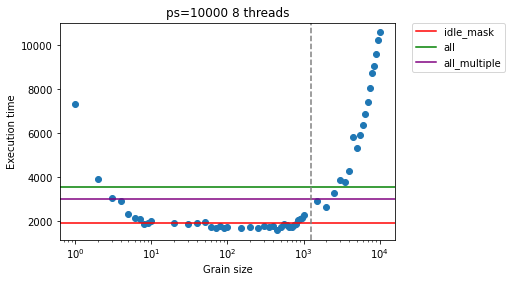 ps=10000 8 threads
idle_mask
all
all_multiple
Execution time
10000
8000
6000
4000
2000
10⁰
10¹
10²
10³
10⁴
Grain size